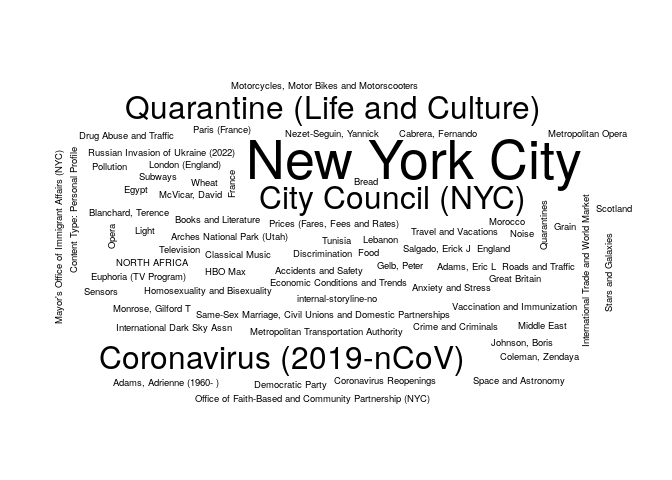 Motorcycles, Motor Bikes and Motorscooters
Quarantine (Life and Culture)
Drug Abuse and Traffic
Paris (France)
Nezet-Seguin, Yannick
Cabrera, Fernando
Metropolitan Opera
New York City
Russian Invasion of Ukraine (2022)
Pollution
London (England)
Subways
Wheat
France
Bread
Egypt
McVicar, David
City Council (NYC)
Mayor's Office of Immigrant Affairs (NYC)
Content Type: Personal Profile
Blanchard, Terence
Books and Literature
Prices (Fares, Fees and Rates)
Morocco
Quarantines
Grain
International Trade and World Market
Scotland
Stars and Galaxies
Opera
Light
Arches National Park (Utah)
Tunisia
Lebanon
Travel and Vacations
Noise
Television
Classical Music
Discrimination
Food
Salgado, Erick J
England
NORTH AFRICA
HBO Max
Accidents and Safety
Gelb, Peter
Adams, Eric L
Roads and Traffic
Euphoria (TV Program)
Economic Conditions and Trends
Great Britain
Sensors
Homosexuality and Bisexuality
Anxiety and Stress
internal-storyline-no
Monrose, Gilford T
Same-Sex Marriage, Civil Unions and Domestic Partnerships
Vaccination and Immunization
International Dark Sky Assn
Metropolitan Transportation Authority
Crime and Criminals
Middle East
Coronavirus (2019-nCoV)
Johnson, Boris
Coleman, Zendaya
Adams, Adrienne (1960- )
Democratic Party
Coronavirus Reopenings
Space and Astronomy
Office of Faith-Based and Community Partnership (NYC)